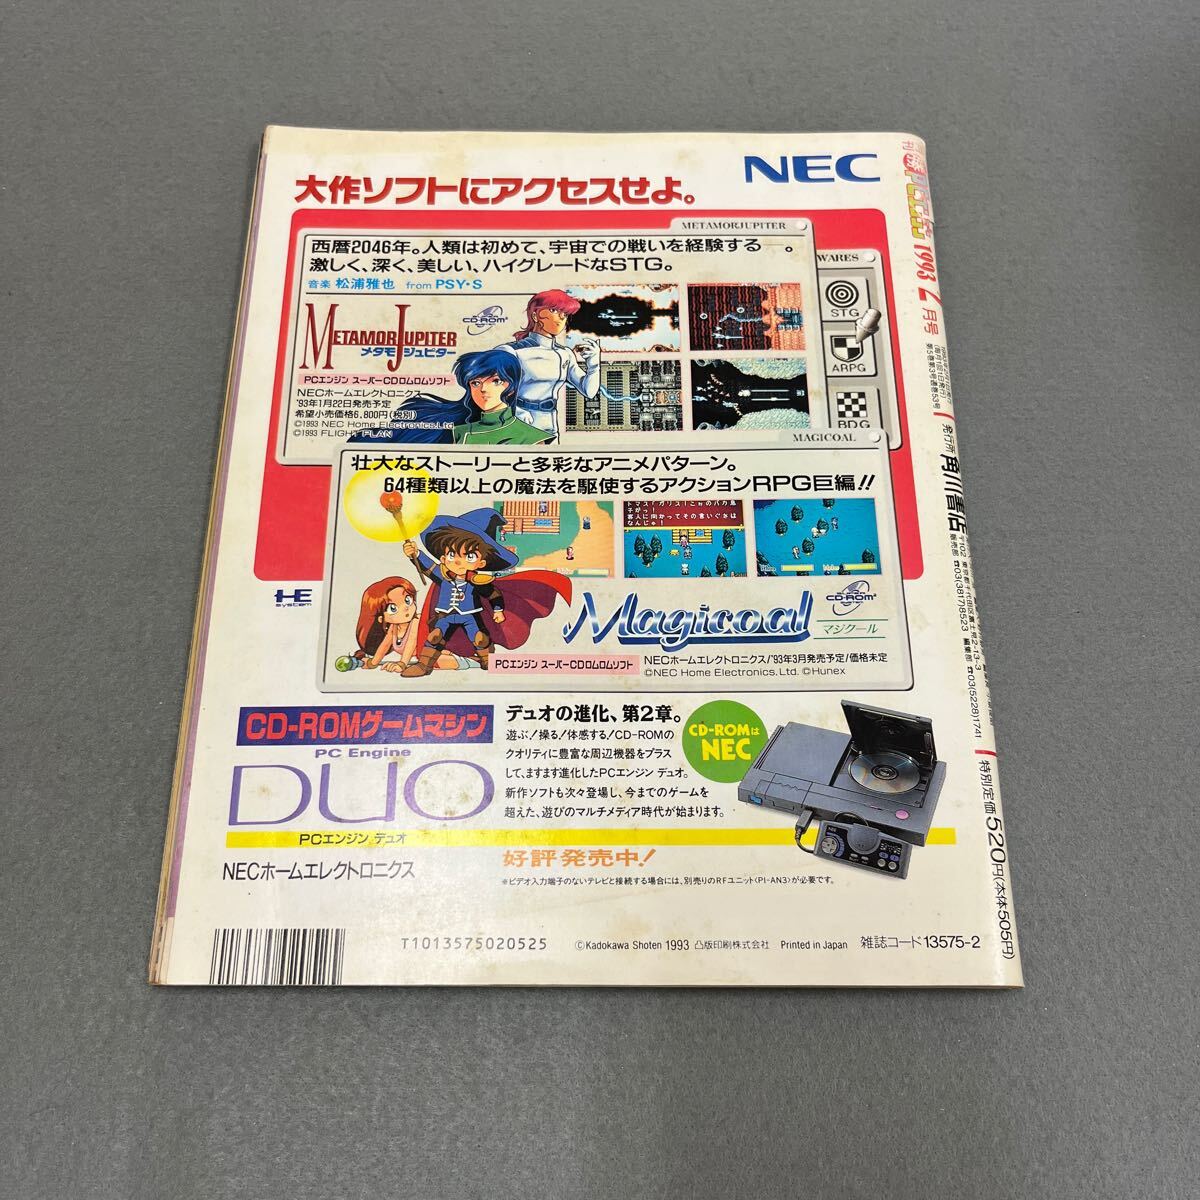 NEC
大作ソフトにアクセスせよ。
METAMORJUPITER
西暦2046年。人類は初めて、宇宙での戦いを経験する―。
激しく、深く、美しい、ハイグレードなSTG。
音楽 松浦雅也 from PSY・S
METAMORJUPITER
メタモジュピター
CD-ROM²
PCエンジン スーパーCDロムロムソフト
NECホームエレクトロニクス
'93年1月22日発売予定
希望小売価格6,800円(税別)
©1993 NEC Home Electronics,Ltd
©1993 FLIGHT PLAN
WARES
STG
ARPG
BDG
MAGICOAL
壮大なストーリーと多彩なアニメパターン。
64種類以上の魔法を駆使するアクションRPG巨編!!
Magicoal
マジクール
CD-ROM²
PCエンジン スーパーCDロムロムソフト
NECホームエレクトロニクス/'93年3月発売予定/価格未定
©NEC Home Electronics,Ltd. ©Hunex
HE
system
CD-ROMゲームマシン
PC Engine
DUO
PCエンジン デュオ
NECホームエレクトロニクス
デュオの進化、第2章。
遊ぶ!操る!体感する!CD-ROMの
クオリティに豊富な周辺機器をプラス
して、ますます進化したPCエンジン デュオ。
新作ソフトも次々登場し、今までのゲームを
超えた、遊びのマルチメディア時代が始まります。
CD-ROMは
NEC
好評発売中!
※ビデオ入力端子のないテレビと接続する場合には、別売りのRFユニット(PI-AN3)が必要です。
T1013575020525
©Kadokawa Shoten 1993 凸版印刷株式会社 Printed in Japan 雑誌コード13575-2
PCエンジン 1993 2月号
発行所 角川書店
特別定価520円(本体505円)